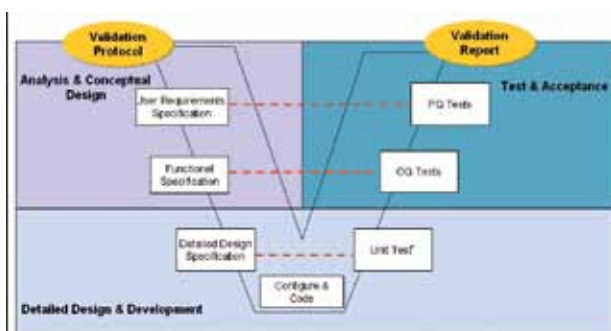 Validation
Protocol
Validation
Report
Analysis & Conceptual
Design
Test & Acceptance
User Requirements
Specification
PQ Tests
Functional
Specification
OQ Tests
Detailed Design
Specification
Unit Test*
Configure &
Code
Detailed Design & Development